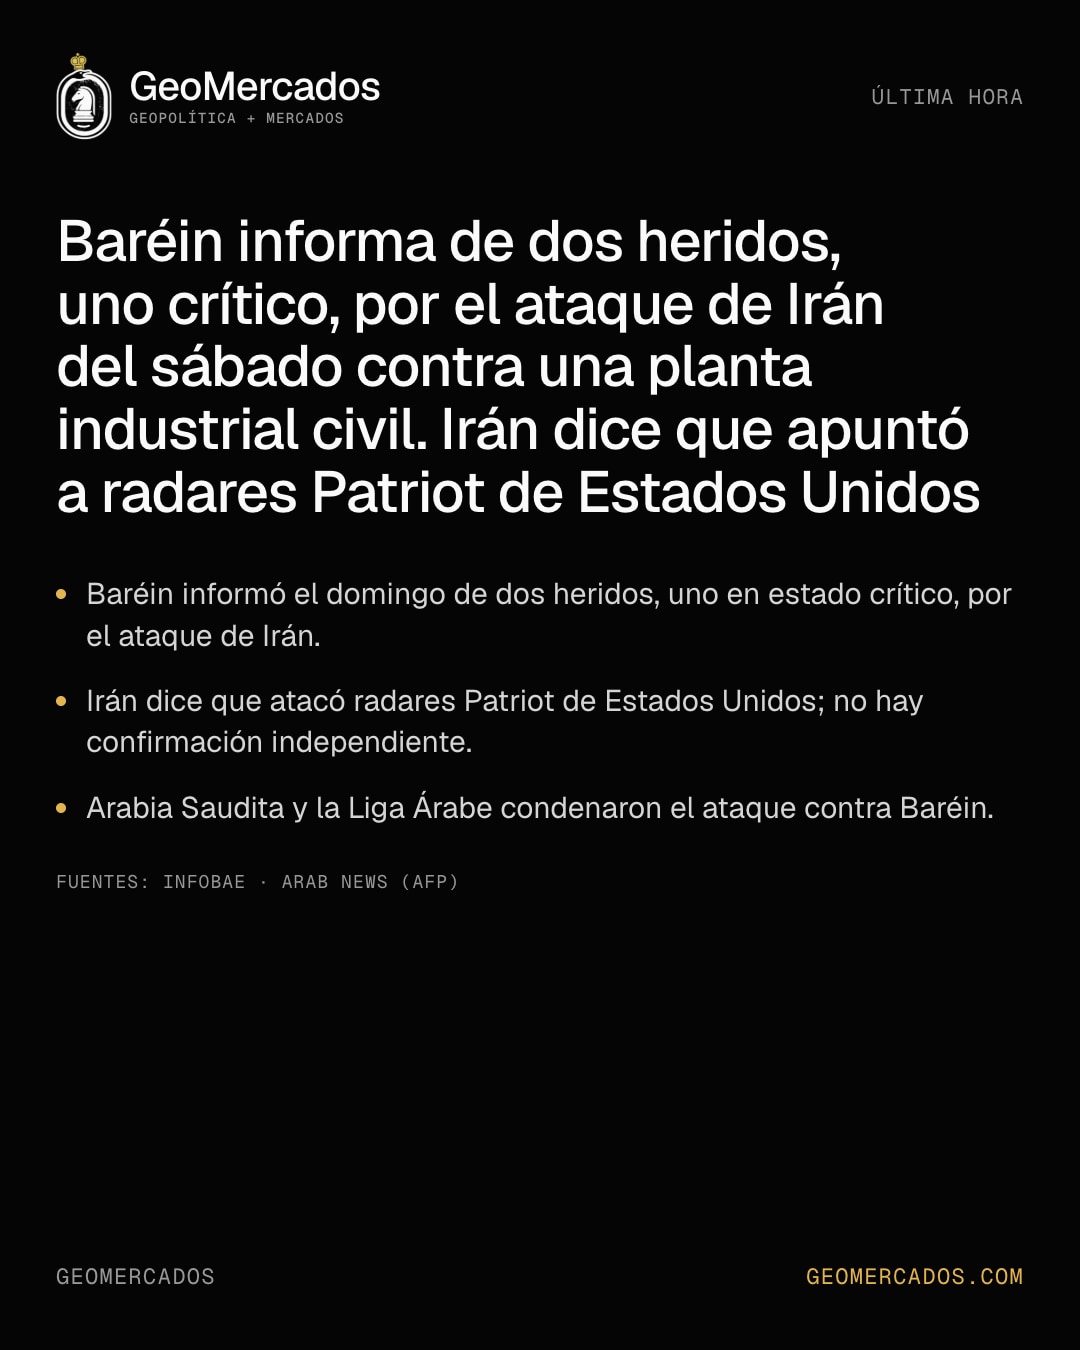 GeoMercados
GEOPOLÍTICA + MERCADOS
ÚLTIMA HORA
Baréin informa de dos heridos,
uno crítico, por el ataque de Irán
del sábado contra una planta
industrial civil. Irán dice que apuntó
a radares Patriot de Estados Unidos
Baréin informó el domingo de dos heridos, uno en estado crítico, por
el ataque de Irán.
Irán dice que atacó radares Patriot de Estados Unidos; no hay
confirmación independiente.
Arabia Saudita y la Liga Árabe condenaron el ataque contra Baréin.
FUENTES: INFOBAE · ARAB NEWS (AFP)
GEOMERCADOS
GEOMERCADOS.COM